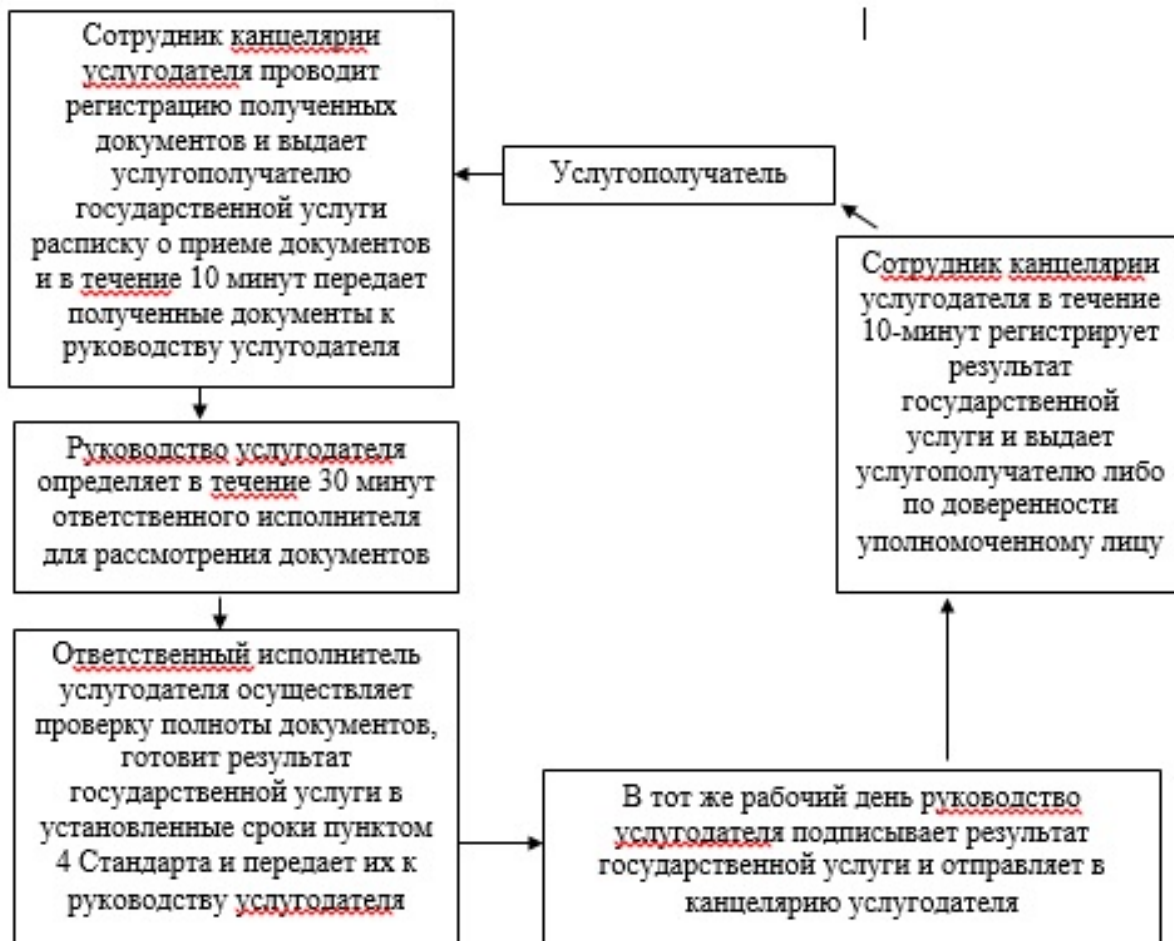 Услугополучатель
Сотрудник канцелярии
услугодателя проводит
регистрацию полученных
документов и выдает
услугополучателю
государственной услуги
расписку о приеме документов
и в течение 10 минут передает
полученные документы к
руководству услугодателя
Руководство услугодателя
определяет в течение 30 минут
ответственного исполнителя
для рассмотрения документов
Ответственный исполнитель
услугодателя осуществляет
проверку полноты документов,
готовит результат
государственной услуги в
установленные сроки пунктом
4 Стандарта и передает их к
руководству услугодателя
В тот же рабочий день руководство
услугодателя подписывает результат
государственной услуги и отправляет в
канцелярию услугодателя
Сотрудник канцелярии
услугодателя в течение
10-минут регистрирует
результат
государственной
услуги и выдает
услугополучателю либо
по доверенности
уполномоченному лицу